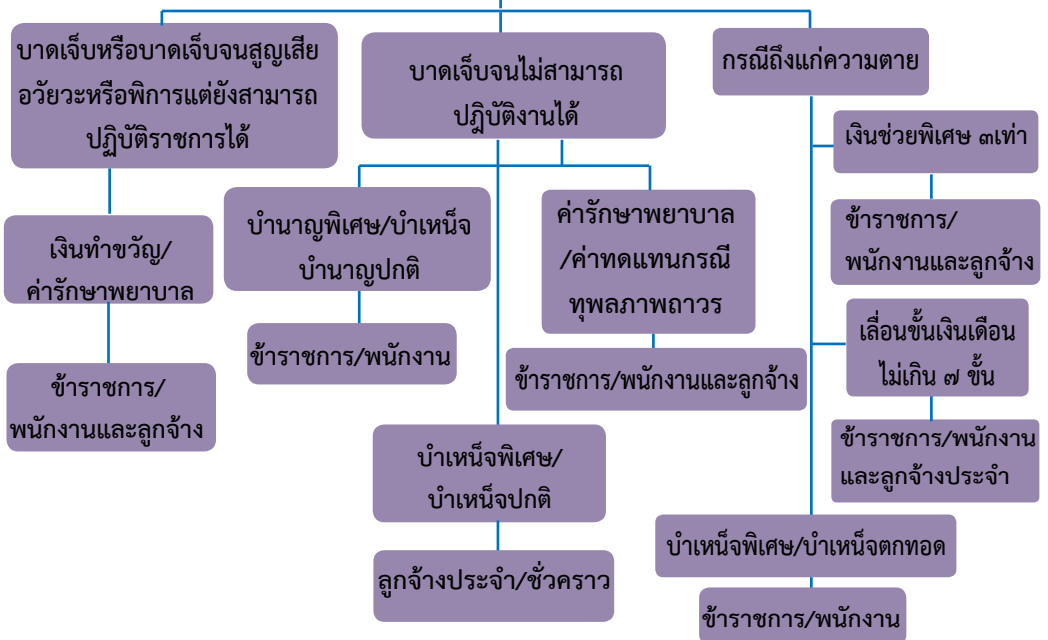 บาดเจ็บหรือบาดเจ็บจนสูญเสีย
อวัยวะหรือพิการแต่ยังสามารถ
ปฏิบัติราชการได้
เงินทำขวัญ/
ค่ารักษาพยาบาล
ข้าราชการ/
พนักงานและลูกจ้าง
บาดเจ็บจนไม่สามารถ
ปฎิบัติงานได้
บำนาญพิเศษ/บำเหน็จ
บำนาญปกติ
ข้าราชการ/พนักงาน
ค่ารักษาพยาบาล
/ค่าทดแทนกรณี
ทุพลภาพถาวร
ข้าราชการ/พนักงานและลูกจ้าง
บำเหน็จพิเศษ/
บำเหน็จปกติ
ลูกจ้างประจำ/ชั่วคราว
กรณีถึงแก่ความตาย
เงินช่วยพิเศษ ๓เท่า
ข้าราชการ/
พนักงานและลูกจ้าง
เลื่อนขั้นเงินเดือน
ไม่เกิน ๗ ขั้น
ข้าราชการ/พนักงาน
และลูกจ้างประจำ
บำเหน็จพิเศษ/บำเหน็จตกทอด
ข้าราชการ/พนักงาน